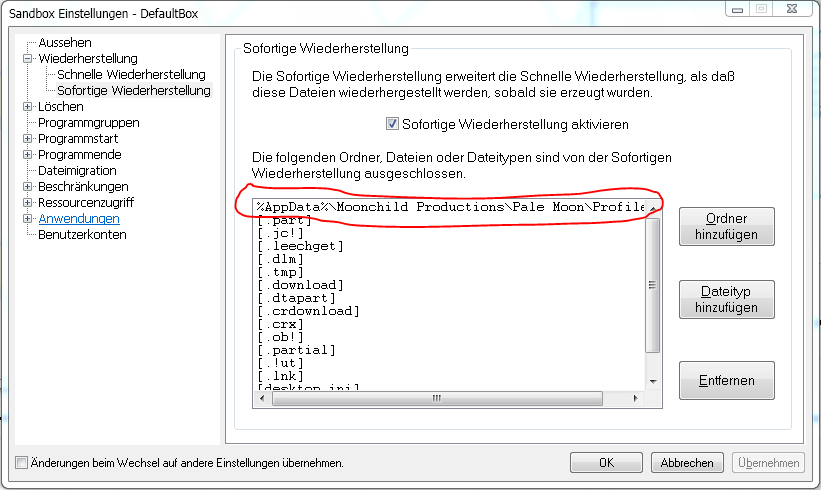 Sandbox Einstellungen - DefaultBox
Aussehen
Wiederherstellung
Schnelle Wiederherstellung
Sofortige Wiederherstellung
Löschen
Programmgruppen
Programmstart
Programmende
Dateimigration
Beschränkungen
Ressourcenzugriff
Anwendungen
Benutzerkonten
Sofortige Wiederherstellung
Die Sofortige Wiederherstellung erweitert die Schnelle Wiederherstellung, als daß
diese Dateien wiederhergestellt werden, sobald sie erzeugt wurden.
Sofortige Wiederherstellung aktivieren
Die folgenden Ordner, Dateien oder Dateitypen sind von der Sofortigen
Wiederherstellung ausgeschlossen.
%AppData%\Moonchild Productions\Pale Moon\Profile
[.part]
[.jc!]
[.leechget]
[.dlm]
[.tmp]
[.download]
[.dtapart]
[.crdownload]
[.crx]
[.ob!]
[.partial]
[.!ut]
[.lnk]
[desktop.ini]
Ordner
hinzufügen
Dateityp
hinzufügen
Entfernen
Änderungen beim Wechsel auf andere Einstellungen übernehmen.
OK
Abbrechen
Übernehmen